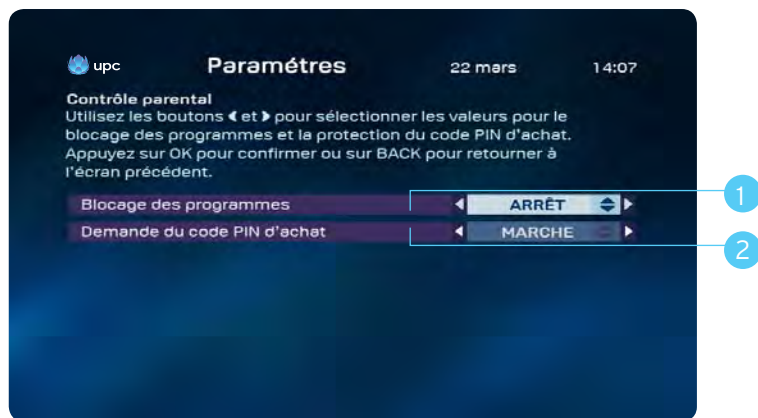 upc Paramétres 22 mars 14:07
Contrôle parental
Utilisez les boutons et pour sélectionner les valeurs pour le
blocage des programmes et la protection du code PIN d'achat.
Appuyez sur OK pour confirmer ou sur BACK pour retourner à
l'écran précédent.
Blocage des programmes ARRÊT 1
Demande du code PIN d'achat MARCHE 2